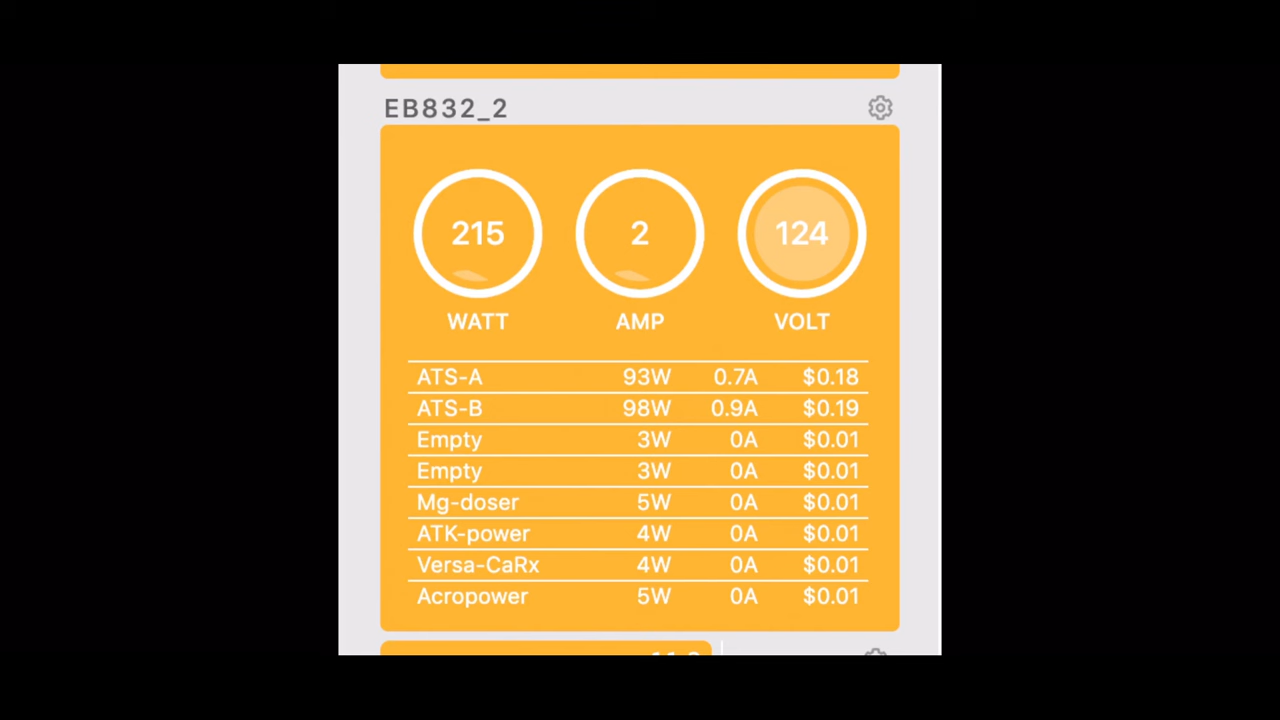 EB832_2
215 2 124
WATT AMP VOLT
ATS-A 93W 0.7A $0.18
ATS-B 98W 0.9A $0.19
Empty 3W 0A $0.01
Empty 3W 0A $0.01
Mg-doser 5W 0A $0.01
ATK-power 4W 0A $0.01
Versa-CaRx 4W 0A $0.01
Acropower 5W 0A $0.01